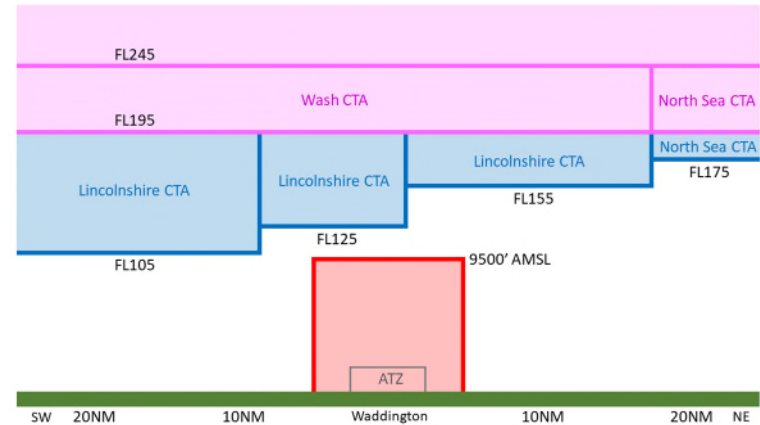 FL245
Wash CTA
North Sea CTA
FL195
North Sea CTA
Lincolnshire CTA
FL175
Lincolnshire CTA
Lincolnshire CTA
FL155
FL125
FL105
9500' AMSL
ATZ
SW 20NM 10NM Waddington 10NM 20NM NE